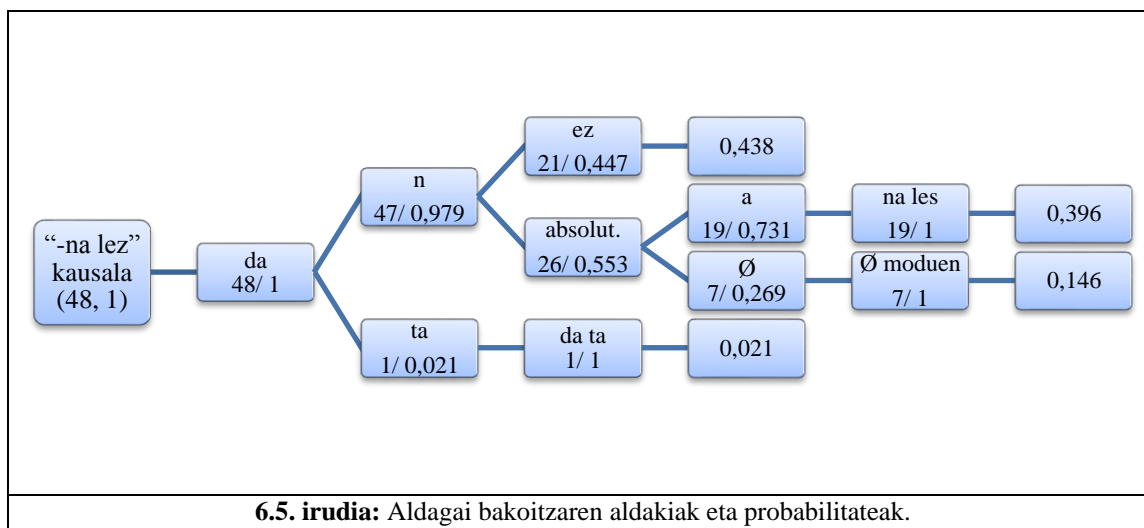 “-na lez”
kausala
(48, 1)
da
48/ 1
n
47/ 0,979
ez
21/ 0,447
0,438
absolut.
26/ 0,553
a
19/ 0,731
na les
19/ 1
0,396
Ø
7/ 0,269
Ø moduen
7/ 1
0,146
ta
1/ 0,021
da ta
1/ 1
0,021
6.5. irudia: Aldagai bakoitzaren aldakiak eta probabilitateak.